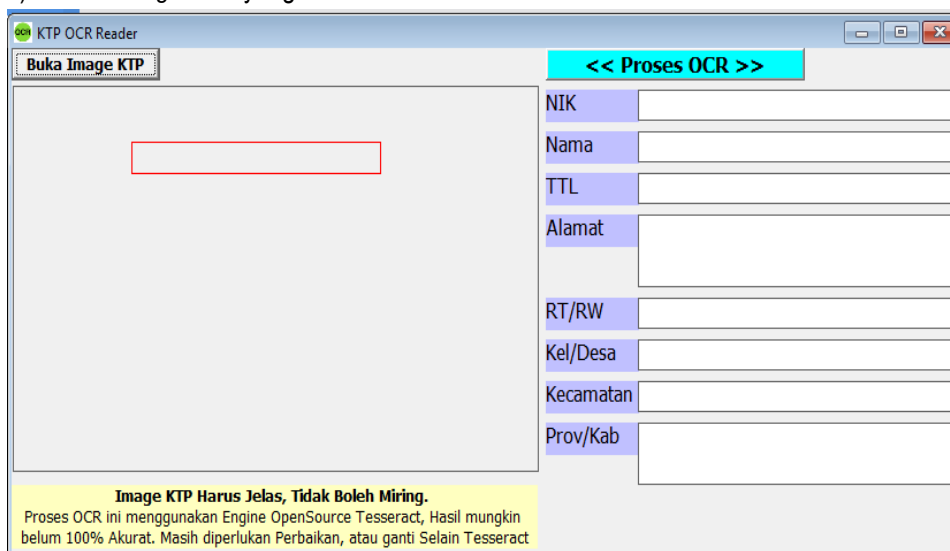 KTP OCR Reader
Buka Image KTP
<< Proses OCR >>
NIK
Nama
TTL
Alamat
RT/RW
Kel/Desa
Kecamatan
Prov/Kab
Image KTP Harus Jelas, Tidak Boleh Miring.
Proses OCR ini menggunakan Engine OpenSource Tesseract, Hasil mungkin
belum 100% Akurat. Masih diperlukan Perbaikan, atau ganti Selain Tesseract